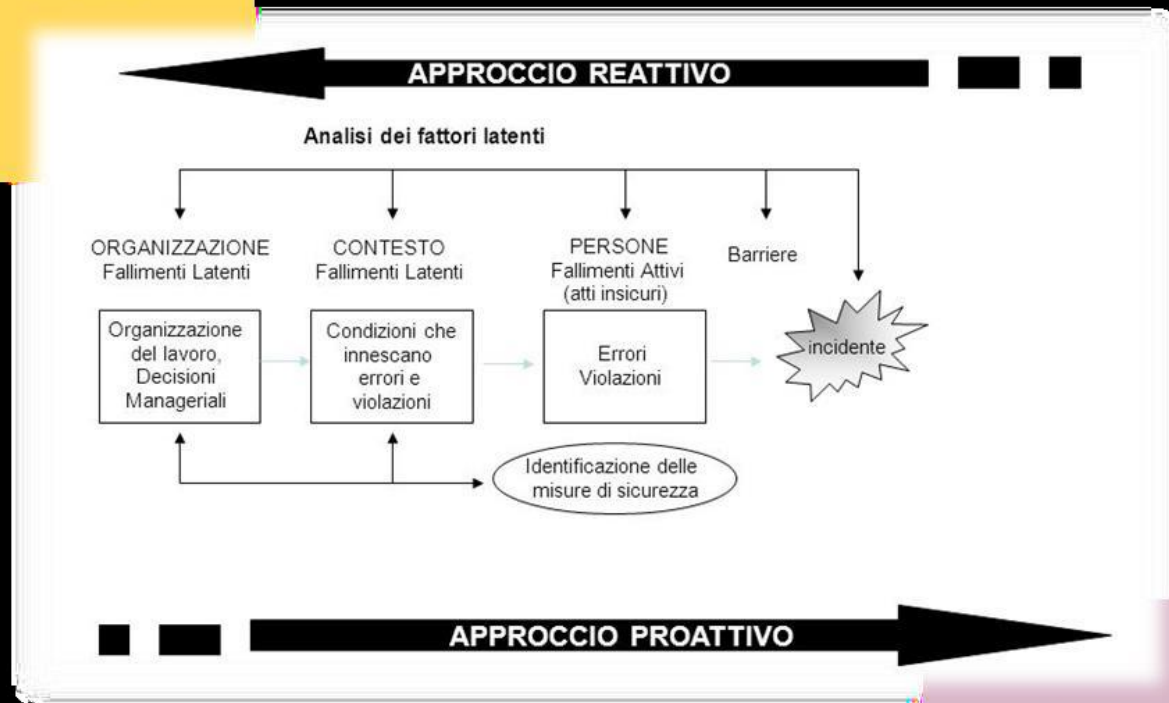 APPROCCIO REATTIVO
Analisi dei fattori latenti
ORGANIZZAZIONE
Fallimenti Latenti
CONTESTO
Fallimenti Latenti
PERSONE
Fallimenti Attivi
(atti insicuri)
Barriere
Organizzazione
del lavoro,
Decisioni
Manageriali
Condizioni che
innescano
errori e
violazioni
Errori
Violazioni
incidente
Identificazione delle
misure di sicurezza
APPROCCIO PROATTIVO